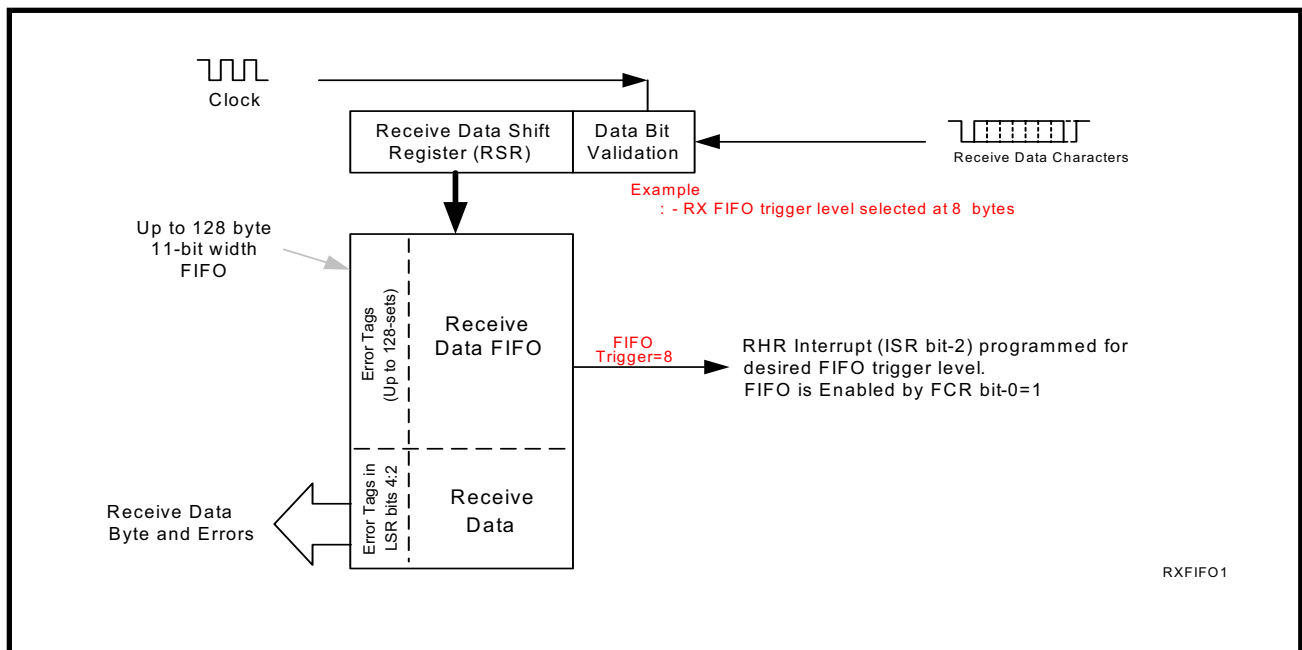 Clock
Receive Data Shift
Register (RSR)
Data Bit
Validation
Receive Data Characters
Example
: - RX FIFO trigger level selected at 8 bytes
Up to 128 byte
11-bit width
FIFO
Error Tags
(Up to 128-sets)
Receive
Data FIFO
FIFO
Trigger=8
RHR Interrupt (ISR bit-2) programmed for
desired FIFO trigger level.
FIFO is Enabled by FCR bit-0=1
Error Tags in
LSR bits 4:2
Receive
Data
Receive Data
Byte and Errors
RXFIFO1